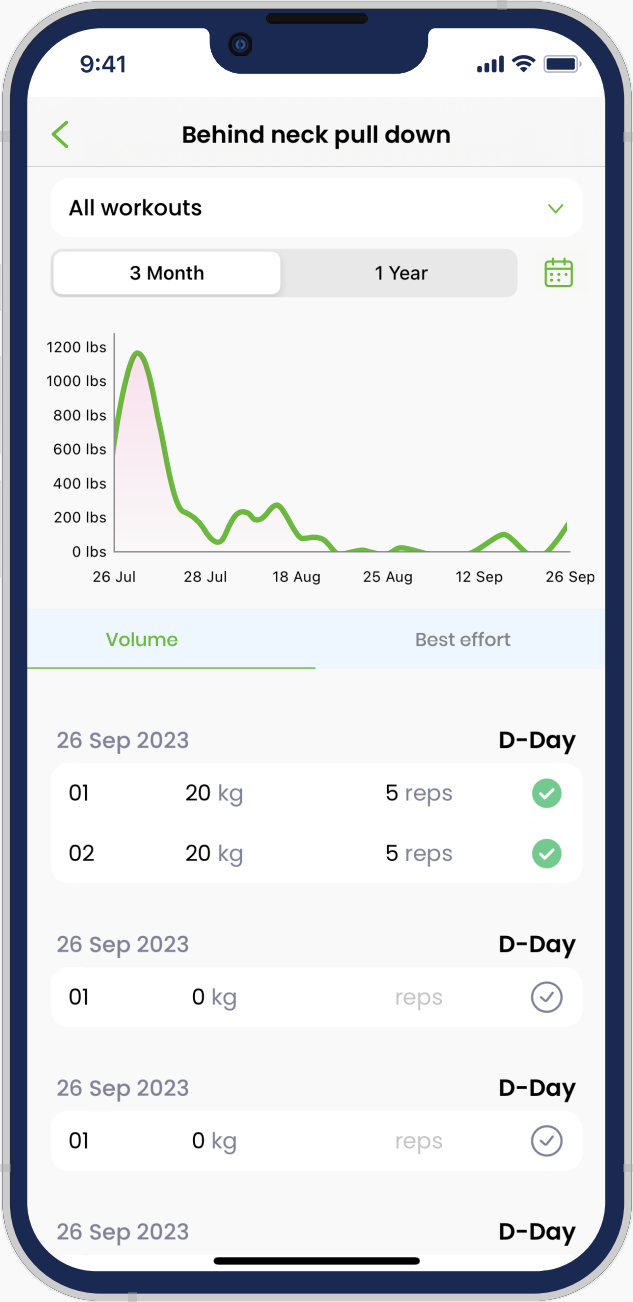 9:41
Behind neck pull down
All workouts
3 Month 1 Year
1200 lbs
1000 lbs
800 lbs
600 lbs
400 lbs
200 lbs
0 lbs
26 Jul 28 Jul 18 Aug 25 Aug 12 Sep 26 Sep
Volume Best effort
26 Sep 2023 D-Day
01 20 kg 5 reps
02 20 kg 5 reps
26 Sep 2023 D-Day
01 0 kg reps
26 Sep 2023 D-Day
01 0 kg reps
26 Sep 2023 D-Day